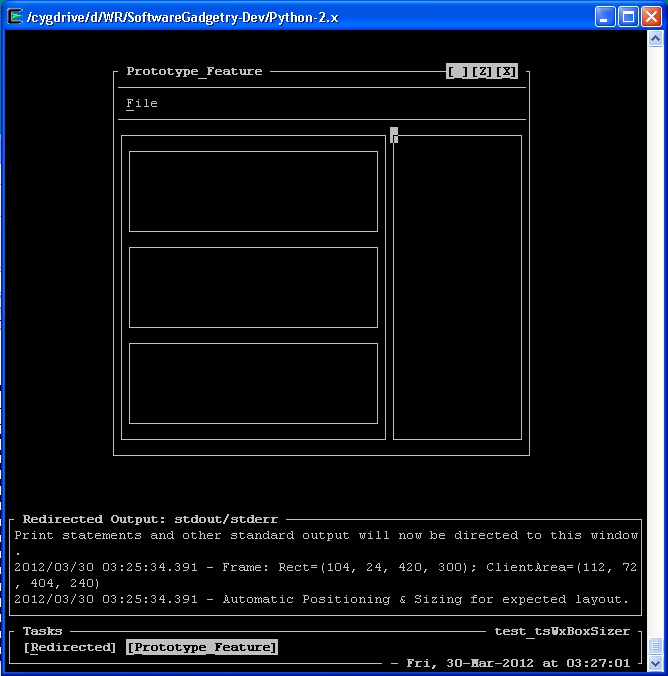 /cygdrive/d/WR/SoftwareGadgetry-Dev/Python-2.x
Prototype_Feature [ ][Z][X]
File
Redirected Output: stdout/stderr
Print statements and other standard output will now be directed to this window
.
2012/03/30 03:25:34.391 - Frame: Rect=(104, 24, 420, 300); ClientArea=(112, 72
, 404, 240)
2012/03/30 03:25:34.391 - Automatic Positioning & Sizing for expected layout.
Tasks test_tsWxBoxSizer
[Redirected] [Prototype_Feature]
- Fri, 30-Mar-2012 at 03:27:01